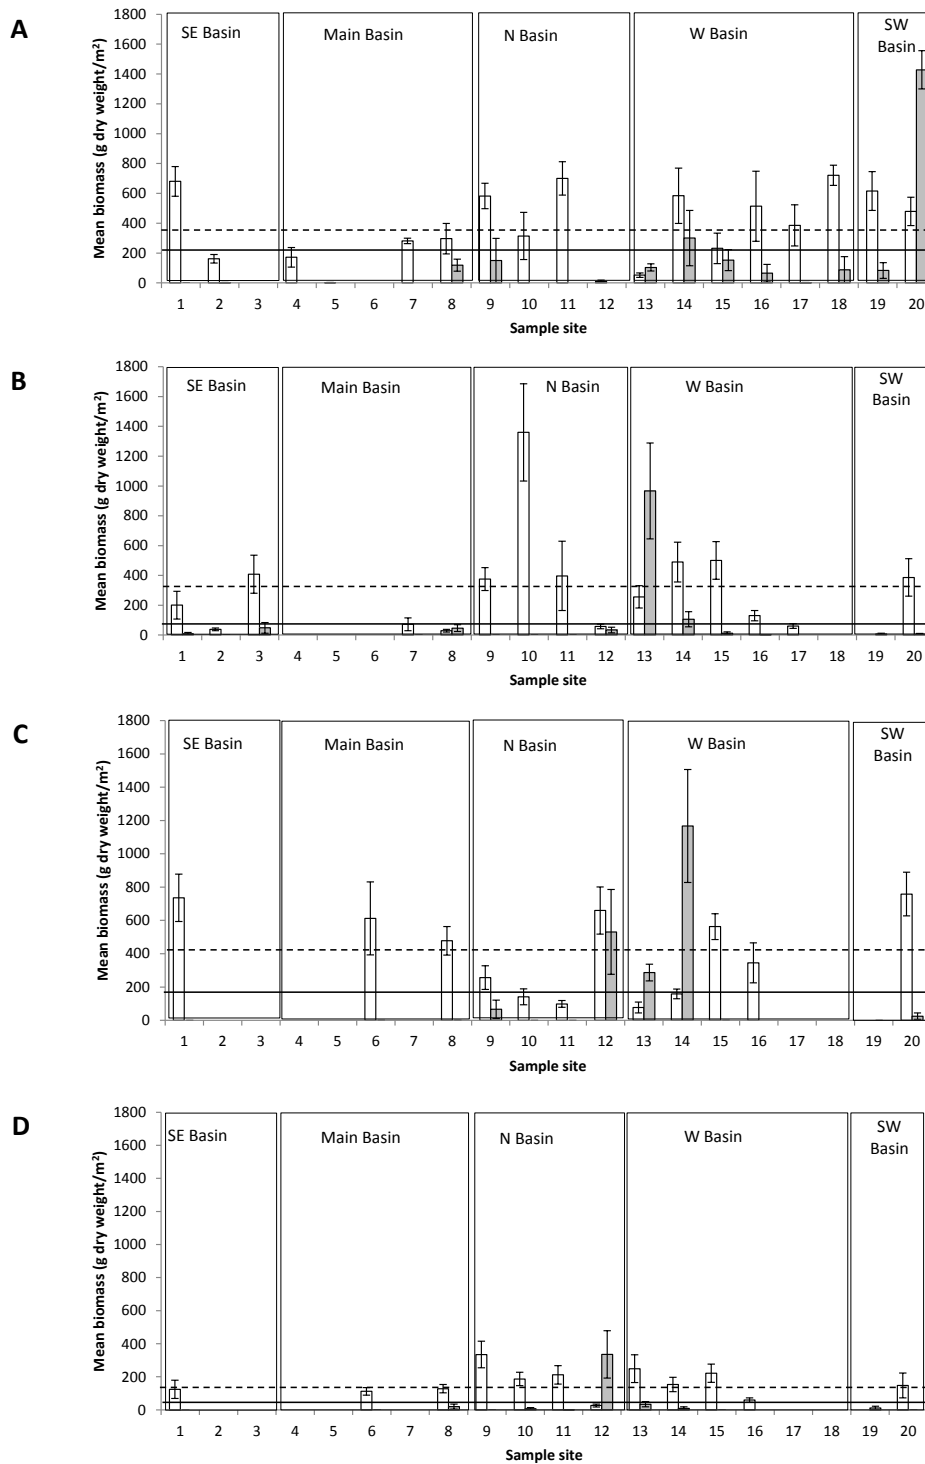 A
SE Basin
Main Basin
N Basin
W Basin
SW
Basin
Mean biomass (g dry weight/m²)
1800
1600
1400
1200
1000
800
600
400
200
0
1 2 3 4 5 6 7 8 9 10 11 12 13 14 15 16 17 18 19 20
Sample site
B
SE Basin
Main Basin
N Basin
W Basin
SW
Basin
Mean biomass (g dry weight/m²)
1800
1600
1400
1200
1000
800
600
400
200
0
1 2 3 4 5 6 7 8 9 10 11 12 13 14 15 16 17 18 19 20
Sample site
C
SE Basin
Main Basin
N Basin
W Basin
SW
Basin
Mean biomass (g dry weight/m²)
1800
1600
1400
1200
1000
800
600
400
200
0
1 2 3 4 5 6 7 8 9 10 11 12 13 14 15 16 17 18 19 20
Sample site
D
SE Basin
Main Basin
N Basin
W Basin
SW
Basin
Mean biomass (g dry weight/m²)
1800
1600
1400
1200
1000
800
600
400
200
0
1 2 3 4 5 6 7 8 9 10 11 12 13 14 15 16 17 18 19 20
Sample site